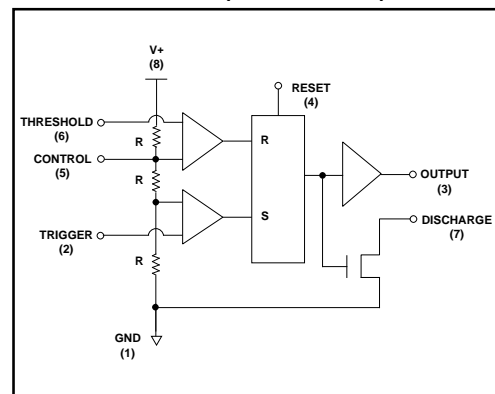 V+
(8)
RESET
(4)
THRESHOLD
(6)
R
R
CONTROL
(5)
R
OUTPUT
(3)
S
DISCHARGE
(7)
TRIGGER
(2)
R
GND
(1)